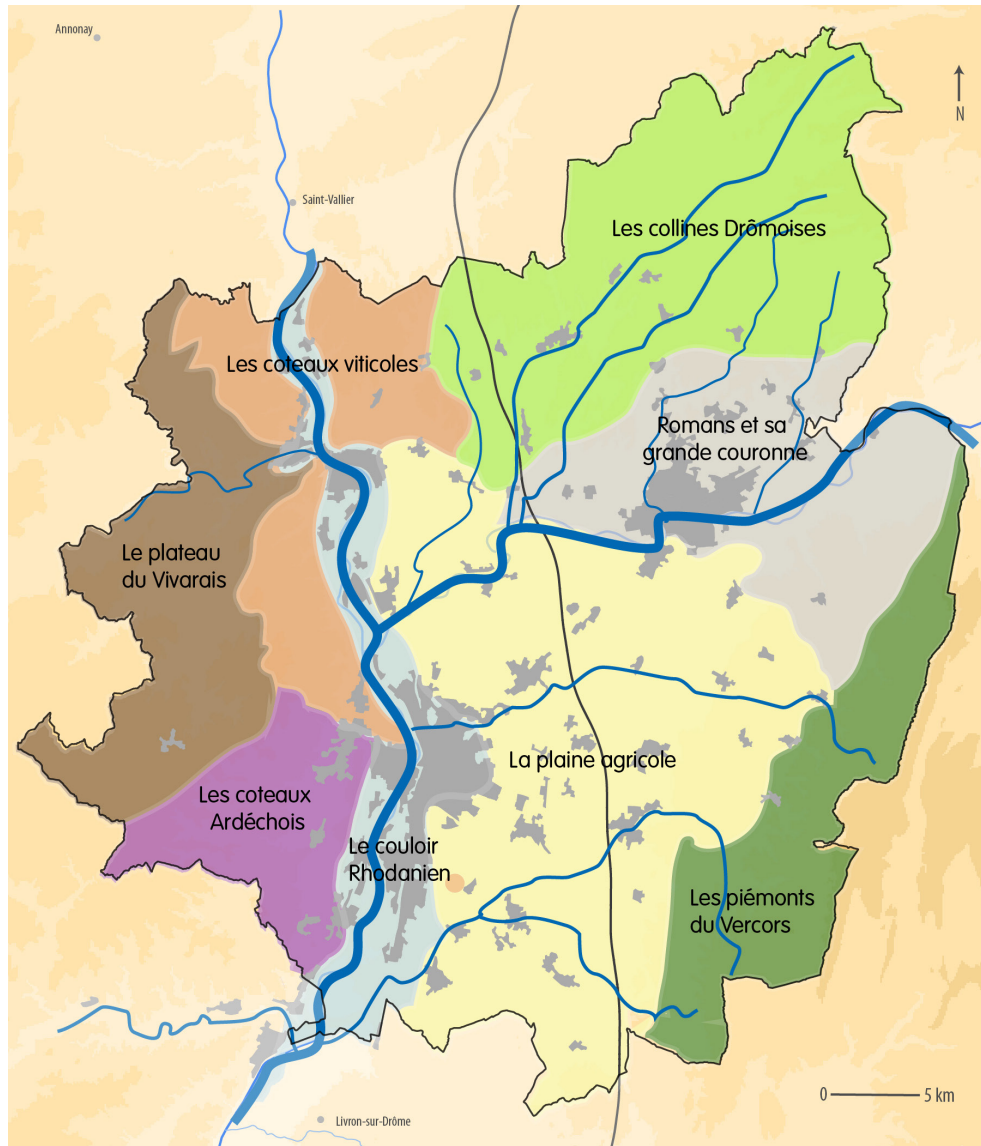 Annonay
N
Saint-Vallier
Les collines Drômoises
Les coteaux viticoles
Romans et sa
grande couronne
Le plateau
du Vivarais
La plaine agricole
Les coteaux
Ardéchois
Le couloir
Rhodanien
Les piémonts
du Vercors
0 5 km
Livron-sur-Drôme